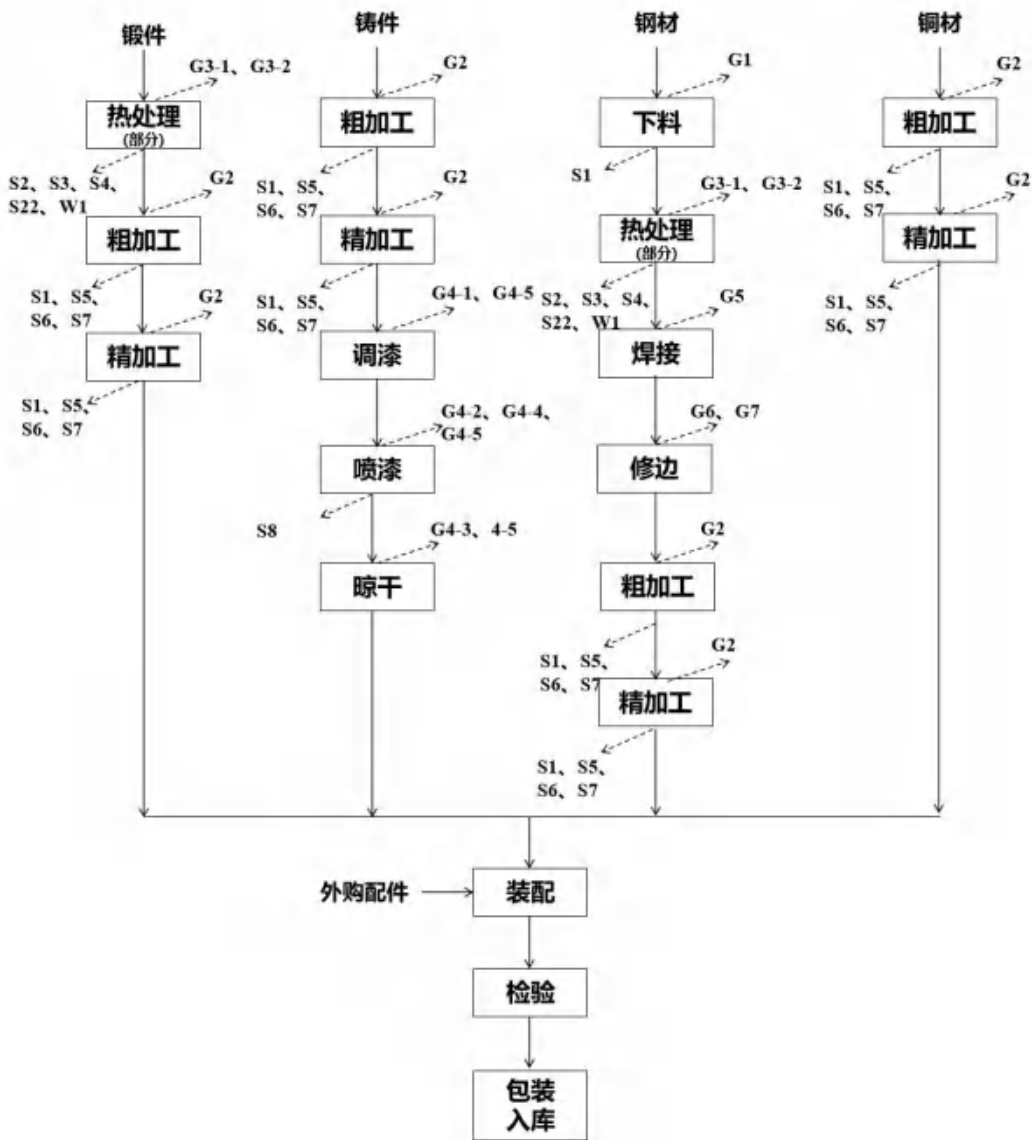 锻件
G3-1、G3-2
热处理
(部分)
S2、S3、S4、
S22、W1
G2
粗加工
S1、S5、
S6、S7
G2
精加工
S1、S5、
S6、S7
铸件
G2
粗加工
S1、S5、
S6、S7
G2
精加工
S1、S5、
S6、S7
G4-1、G4-5
调漆
G4-2、G4-4、
G4-5
喷漆
S8
G4-3、4-5
晾干
钢材
G1
下料
S1
G3-1、G3-2
热处理
(部分)
S2、S3、S4、
S22、W1
G5
焊接
G6、G7
修边
G2
粗加工
S1、S5、
S6、S7
G2
精加工
S1、S5、
S6、S7
铜材
G2
粗加工
S1、S5、
S6、S7
G2
精加工
S1、S5、
S6、S7
外购配件
装配
检验
包装
入库